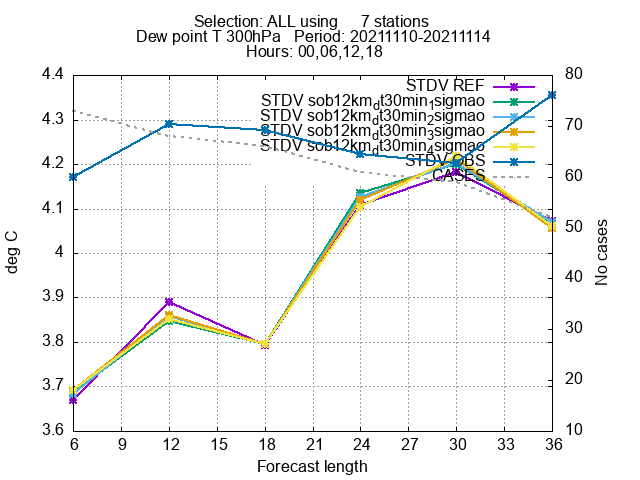 Selection: ALL using 7 stations
Dew point T 300hPa Period: 20211110-20211114
Hours: 00,06,12,18
STDV REF
STDV sob12km_dt30min_1sigmao
STDV sob12km_dt30min_2sigmao
STDV sob12km_dt30min_3sigmao
STDV sob12km_dt30min_4sigmao
STDV OBS
CASES
deg C
4.4
4.3
4.2
4.1
4
3.9
3.8
3.7
3.6
No cases
80
70
60
50
40
30
20
10
6 9 12 15 18 21 24 27 30 33 36
Forecast length